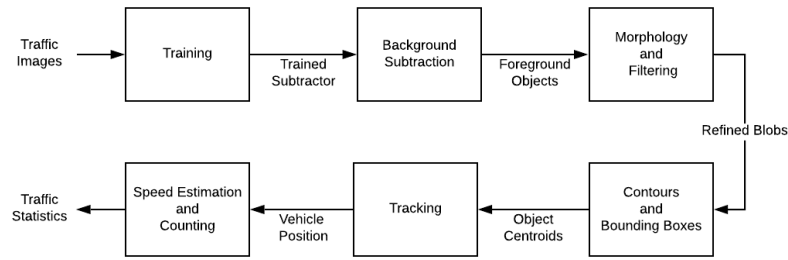 Traffic
Images
Training
Trained
Subtractor
Background
Subtraction
Foreground
Objects
Morphology
and
Filtering
Refined Blobs
Contours
and
Bounding Boxes
Object
Centroids
Tracking
Vehicle
Position
Speed Estimation
and
Counting
Traffic
Statistics